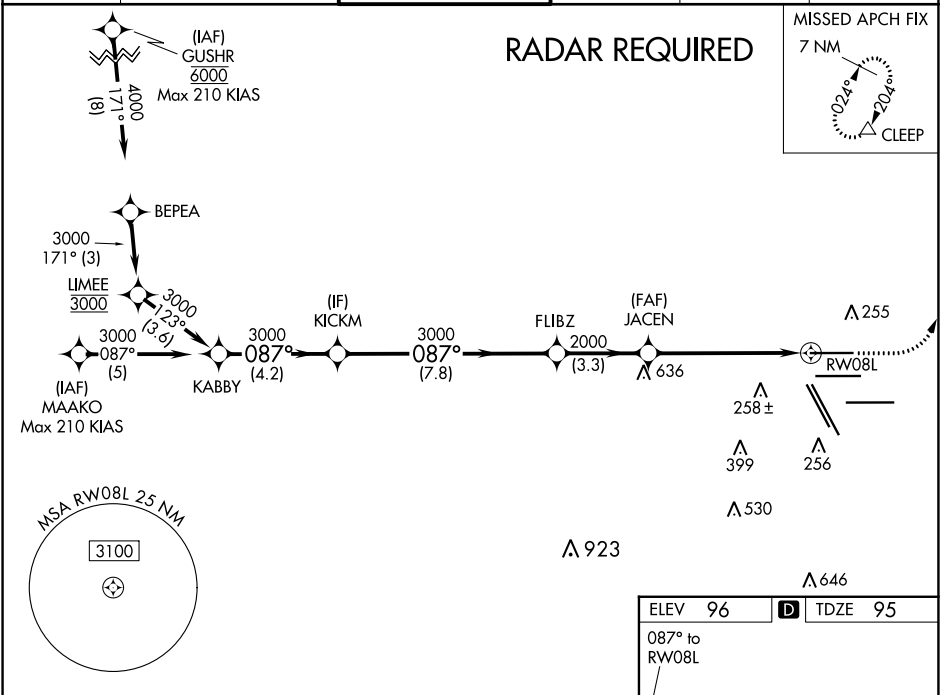 (IAF)
GUSHR
6000
Max 210 KIAS
4000
171°
(8)
RADAR REQUIRED
MISSED APCH FIX
7 NM
024°
204°
CLEEP
BEPEA
3000
171° (3)
LIMEE
3000
3000
123°
(3.6)
3000
087°
(5)
(IAF)
MAAKO
Max 210 KIAS
KABBY
3000
087°
(4.2)
(IF)
KICKM
3000
087°
(7.8)
FLIBZ
2000
(3.3)
(FAF)
JACEN
636
255
RW08L
258±
399
256
530
923
646
MSA RW08L 25 NM
3100
ELEV 96 D TDZE 95
087° to
RW08L